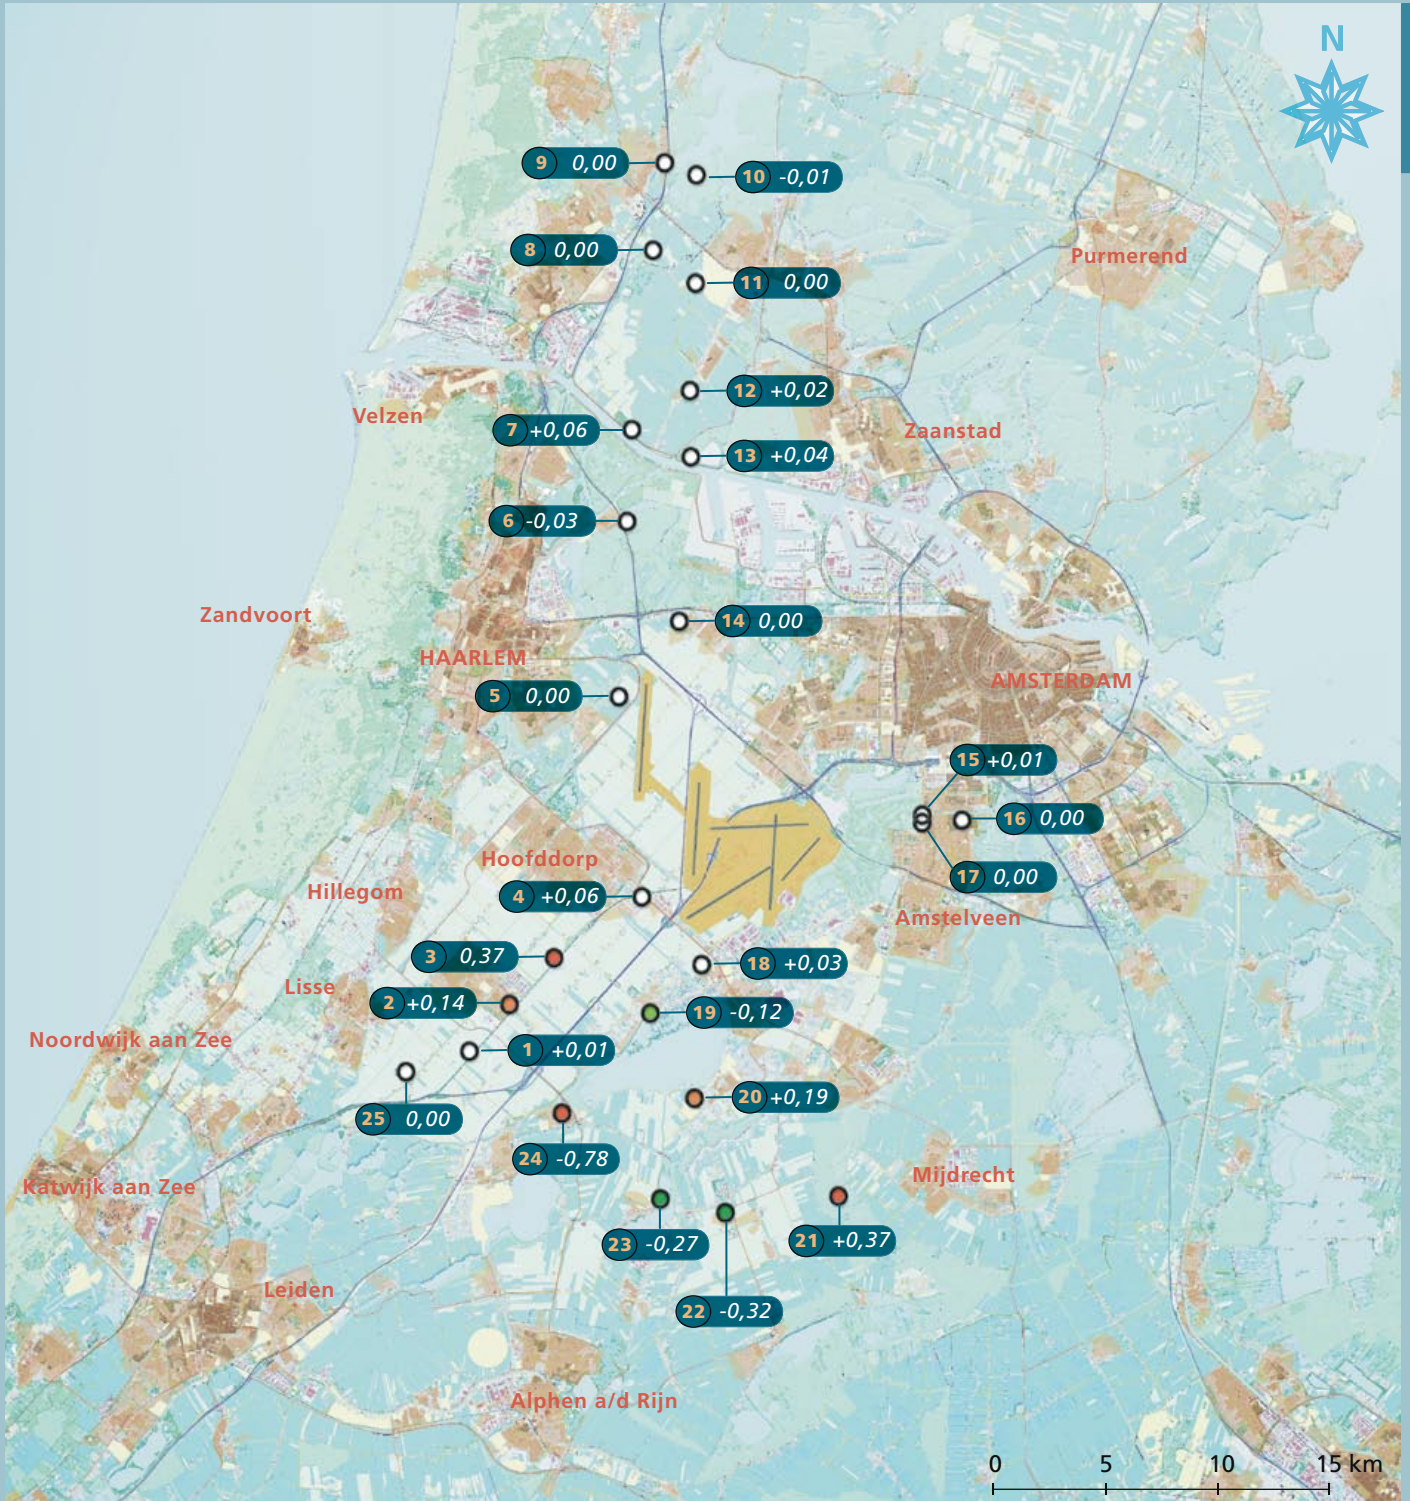 N
9 0,00
10 -0,01
8 0,00
Purmerend
11 0,00
12 +0,02
Velzen
7 +0,06
Zaanstad
13 +0,04
6 -0,03
Zandvoort
14 0,00
HAARLEM
AMSTERDAM
5 0,00
15 +0,01
16 0,00
Hoofddorp
17 0,00
Hillegom
4 +0,06
Amstelveen
3 0,37
18 +0,03
Lisse
2 +0,14
19 -0,12
Noordwijk aan Zee
1 +0,01
20 +0,19
25 0,00
24 -0,78
Mijdrecht
Katwijk aan Zee
23 -0,27
21 +0,37
Leiden
22 -0,32
Alphen a/d Rijn
0 5 10 15 km